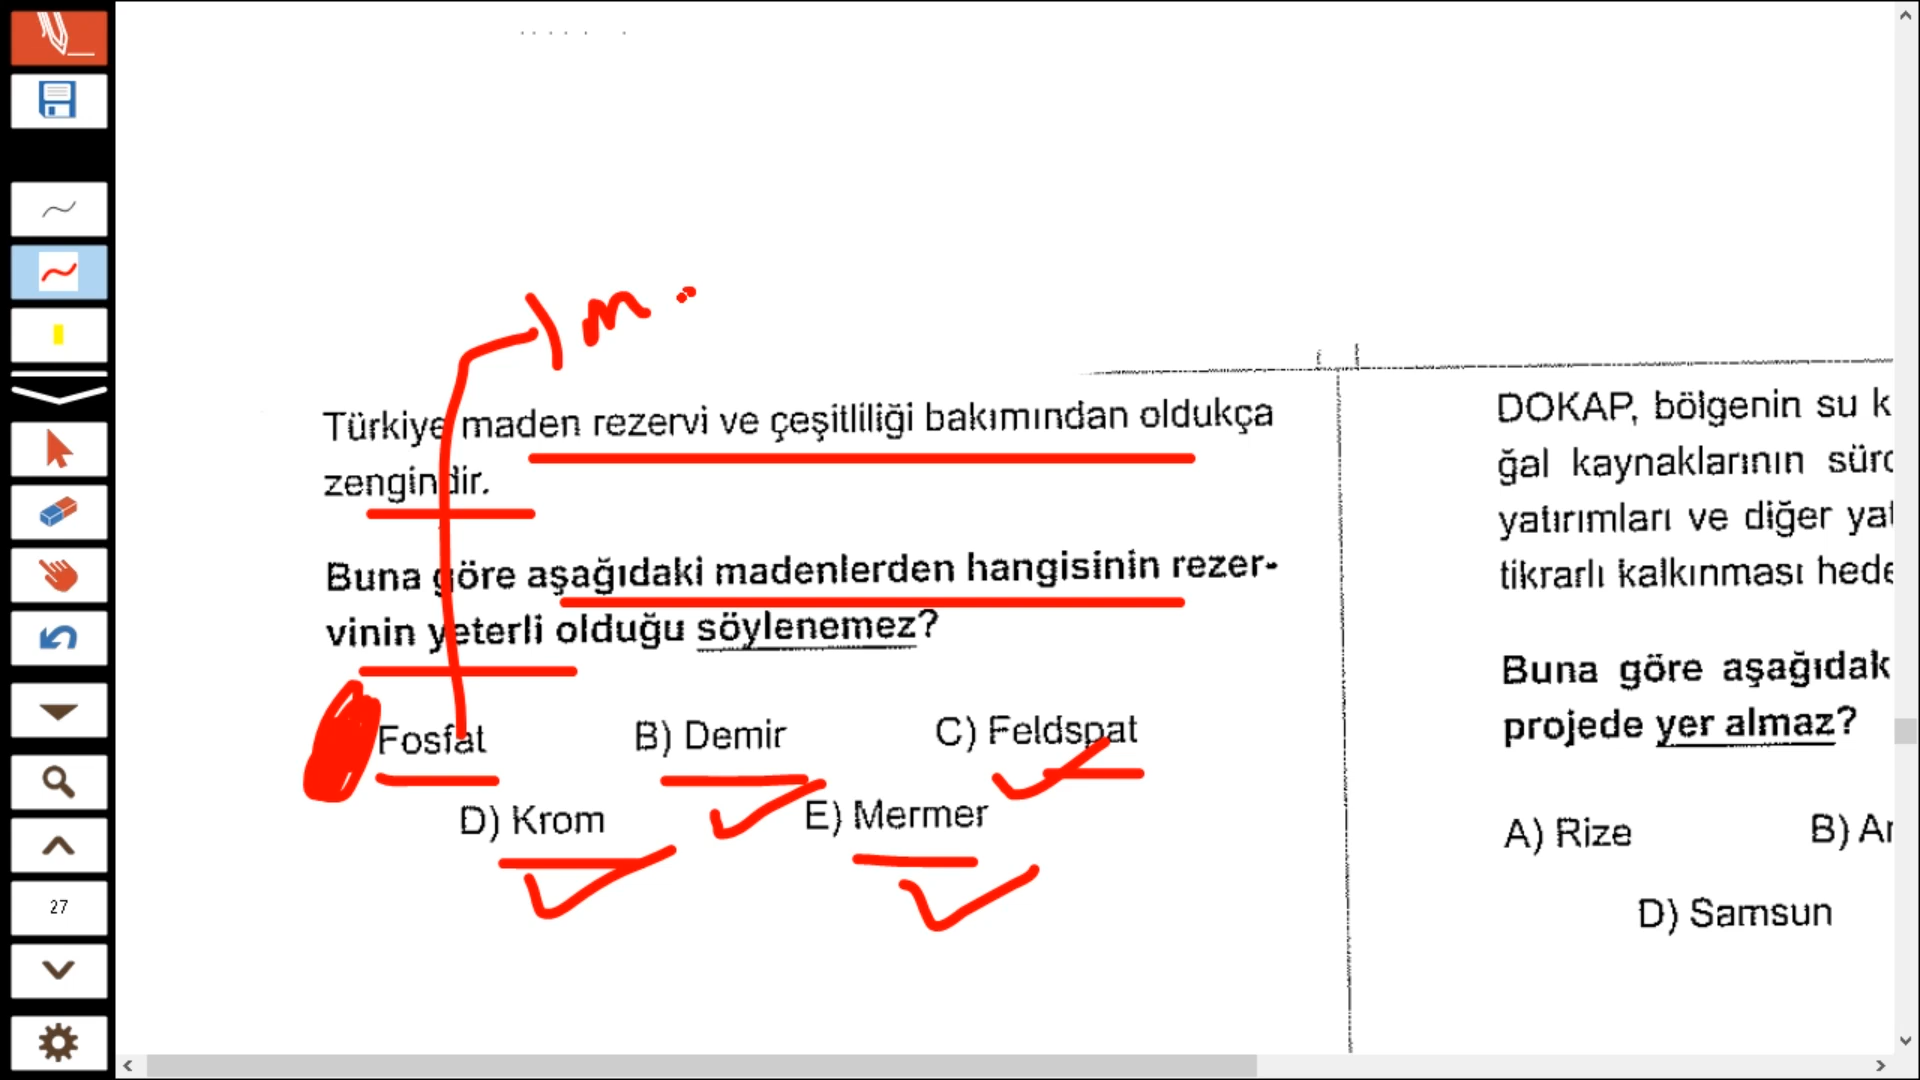 Türkiye maden rezervi ve çeşitliliği bakımından oldukça
zengindir.
Buna göre aşağıdaki madenlerden hangisinin rezer-
vinin yeterli olduğu söylenemez?
Fosfat B) Demir C) Feldspat
D) Krom E) Mermer
DOKAP, bölgenin su k
ğal kaynaklarının sürd
yatırımları ve diğer yat
tikrarlı kalkınması hede
Buna göre aşağıdak
projede yer almaz?
A) Rize B) Ar
D) Samsun
27